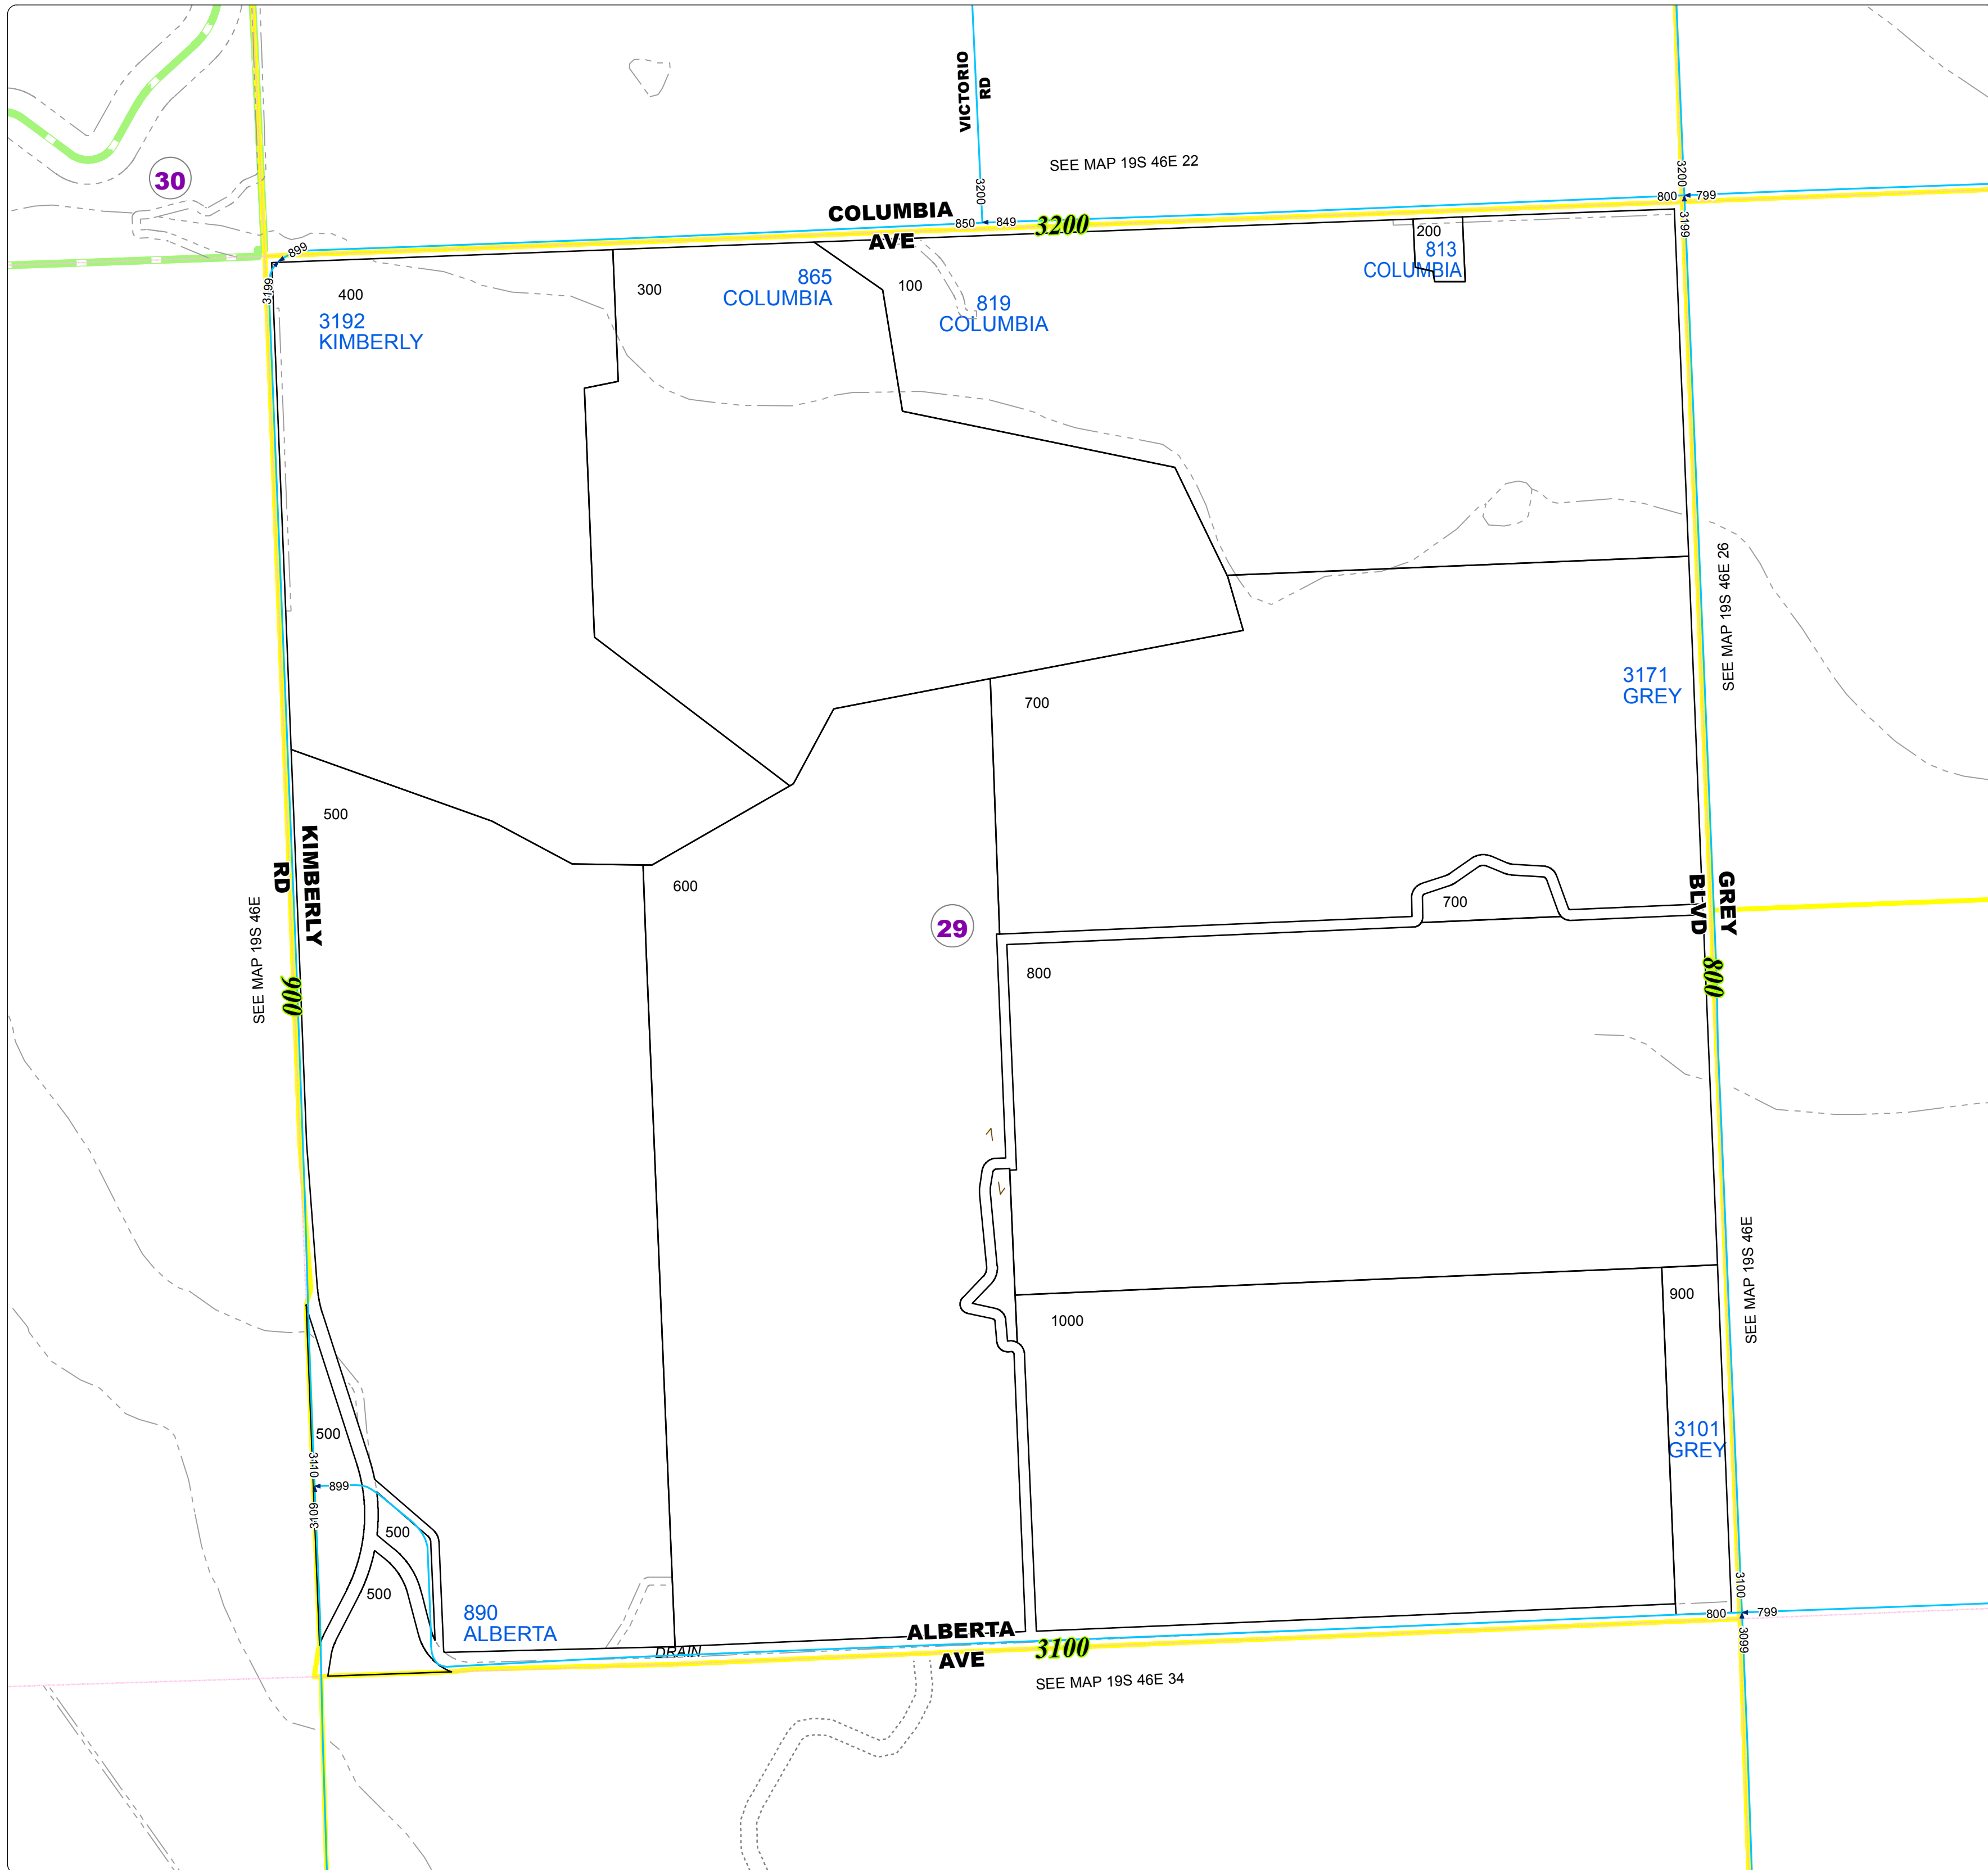 VICTORIO
RD
SEE MAP 19S 46E 22
30
3200
3200
800
799
COLUMBIA
850
849
3200
AVE
3199
899
3199
200
813
COLUMBIA
400
300
865
COLUMBIA
100
819
COLUMBIA
3192
KIMBERLY
SEE MAP 19S 46E 26
3171
GREY
700
500
KIMBERLY
RD
600
SEE MAP 19S 46E
900
29
700
GREY
BLVD
800
800
SEE MAP 19S 46E
1000
900
500
3110
899
3109
3101
GREY
500
500
890
ALBERTA
DRAIN
ALBERTA
AVE
3100
3100
800
799
3099
SEE MAP 19S 46E 34